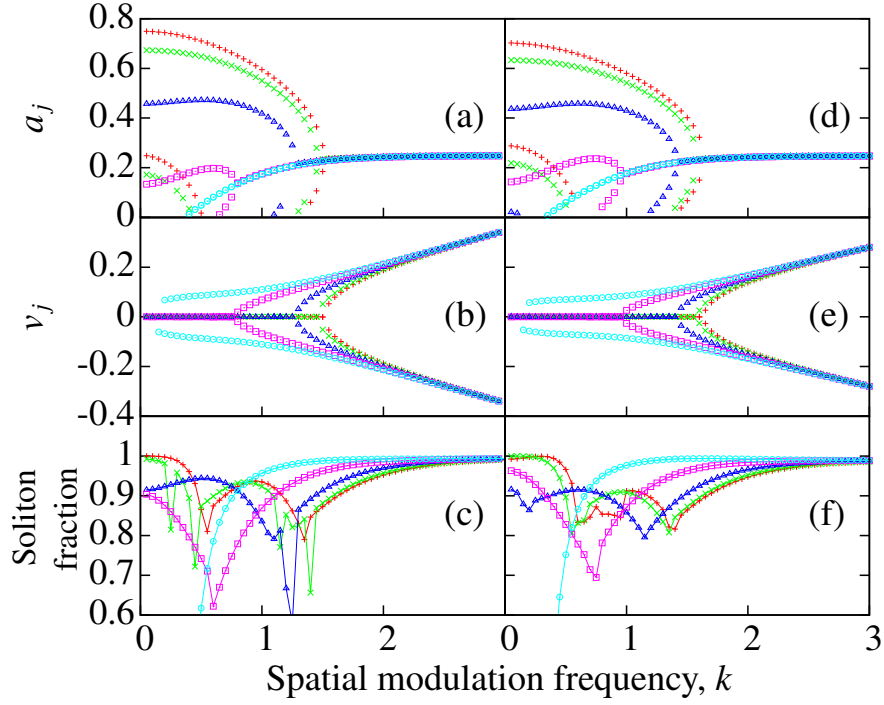 0.8
0.6
0.4
0.2
0
a_j
(a)
(d)
0.2
0
-0.2
-0.4
v_j
(b)
(e)
1
0.9
0.8
0.7
0.6
Soliton
fraction
(c)
(f)
0 1 2 0 1 2 3
Spatial modulation frequency, k